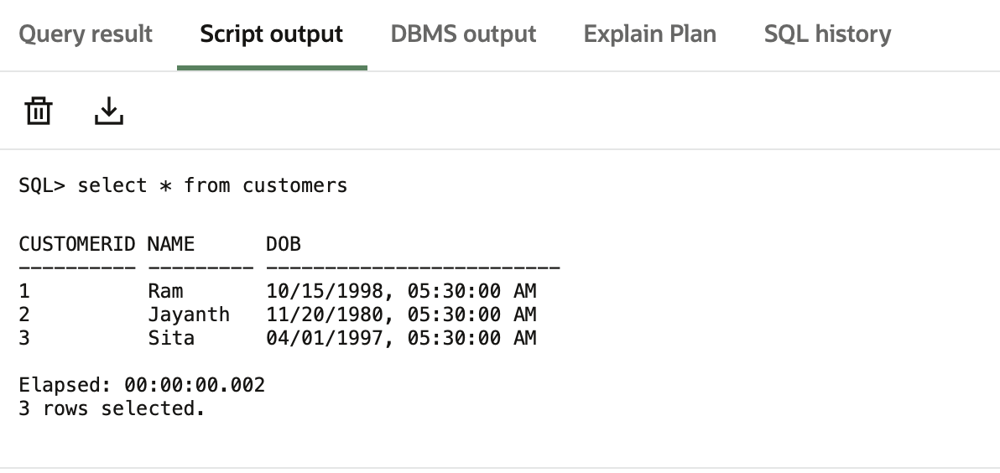 Query result Script output DBMS output Explain Plan SQL history
SQL> select * from customers
CUSTOMERID NAME DOB
---------- --------- -------------------------
1 Ram 10/15/1998, 05:30:00 AM
2 Jayanth 11/20/1980, 05:30:00 AM
3 Sita 04/01/1997, 05:30:00 AM
Elapsed: 00:00:00.002
3 rows selected.